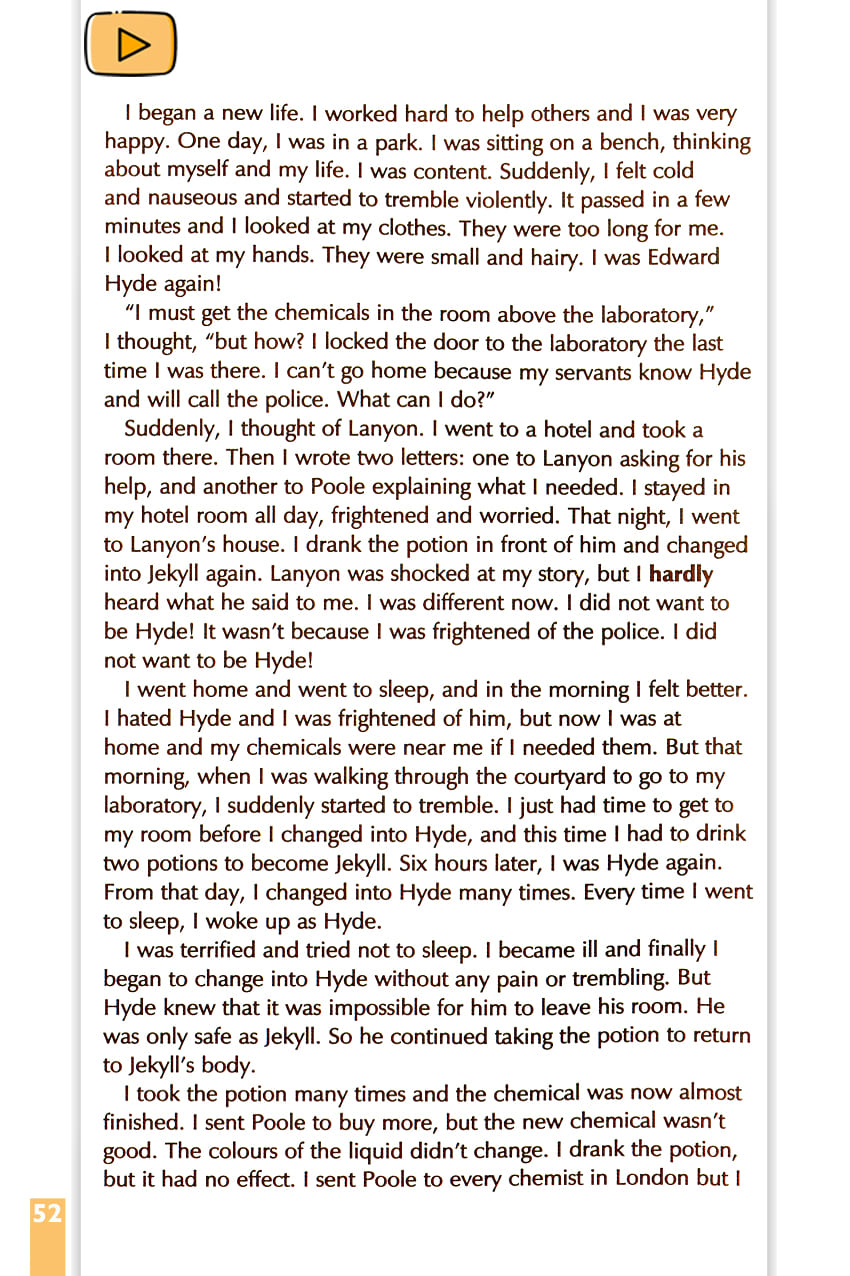 I began a new life. I worked hard to help others and I was very
happy. One day, I was in a park. I was sitting on a bench, thinking
about myself and my life. I was content. Suddenly, I felt cold
and nauseous and started to tremble violently. It passed in a few
minutes and I looked at my clothes. They were too long for me.
I looked at my hands. They were small and hairy. I was Edward
Hyde again!
“I must get the chemicals in the room above the laboratory,”
I thought, “but how? I locked the door to the laboratory the last
time I was there. I can’t go home because my servants know Hyde
and will call the police. What can I do?”
Suddenly, I thought of Lanyon. I went to a hotel and took a
room there. Then I wrote two letters: one to Lanyon asking for his
help, and another to Poole explaining what I needed. I stayed in
my hotel room all day, frightened and worried. That night, I went
to Lanyon’s house. I drank the potion in front of him and changed
into Jekyll again. Lanyon was shocked at my story, but I hardly
heard what he said to me. I was different now. I did not want to
be Hyde! It wasn’t because I was frightened of the police. I did
not want to be Hyde!
I went home and went to sleep, and in the morning I felt better.
I hated Hyde and I was frightened of him, but now I was at
home and my chemicals were near me if I needed them. But that
morning, when I was walking through the courtyard to go to my
laboratory, I suddenly started to tremble. I just had time to get to
my room before I changed into Hyde, and this time I had to drink
two potions to become Jekyll. Six hours later, I was Hyde again.
From that day, I changed into Hyde many times. Every time I went
to sleep, I woke up as Hyde.
I was terrified and tried not to sleep. I became ill and finally I
began to change into Hyde without any pain or trembling. But
Hyde knew that it was impossible for him to leave his room. He
was only safe as Jekyll. So he continued taking the potion to return
to Jekyll’s body.
I took the potion many times and the chemical was now almost
finished. I sent Poole to buy more, but the new chemical wasn’t
good. The colours of the liquid didn’t change. I drank the potion,
but it had no effect. I sent Poole to every chemist in London but I
52